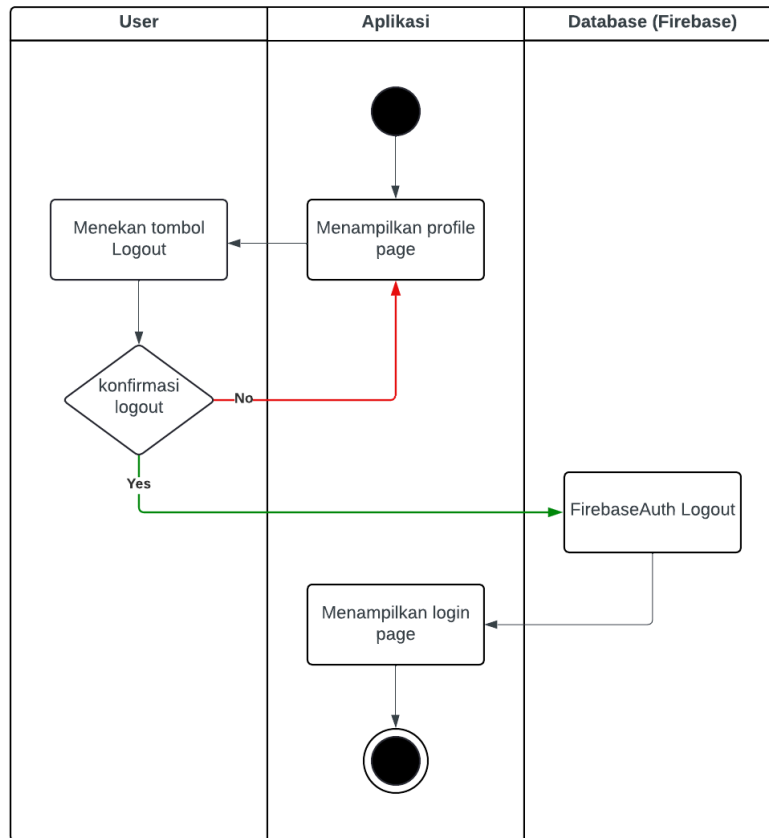 User
Aplikasi
Database (Firebase)
Menekan tombol
Logout
Menampilkan profile
page
konfirmasi
logout
No
Yes
FirebaseAuth Logout
Menampilkan login
page